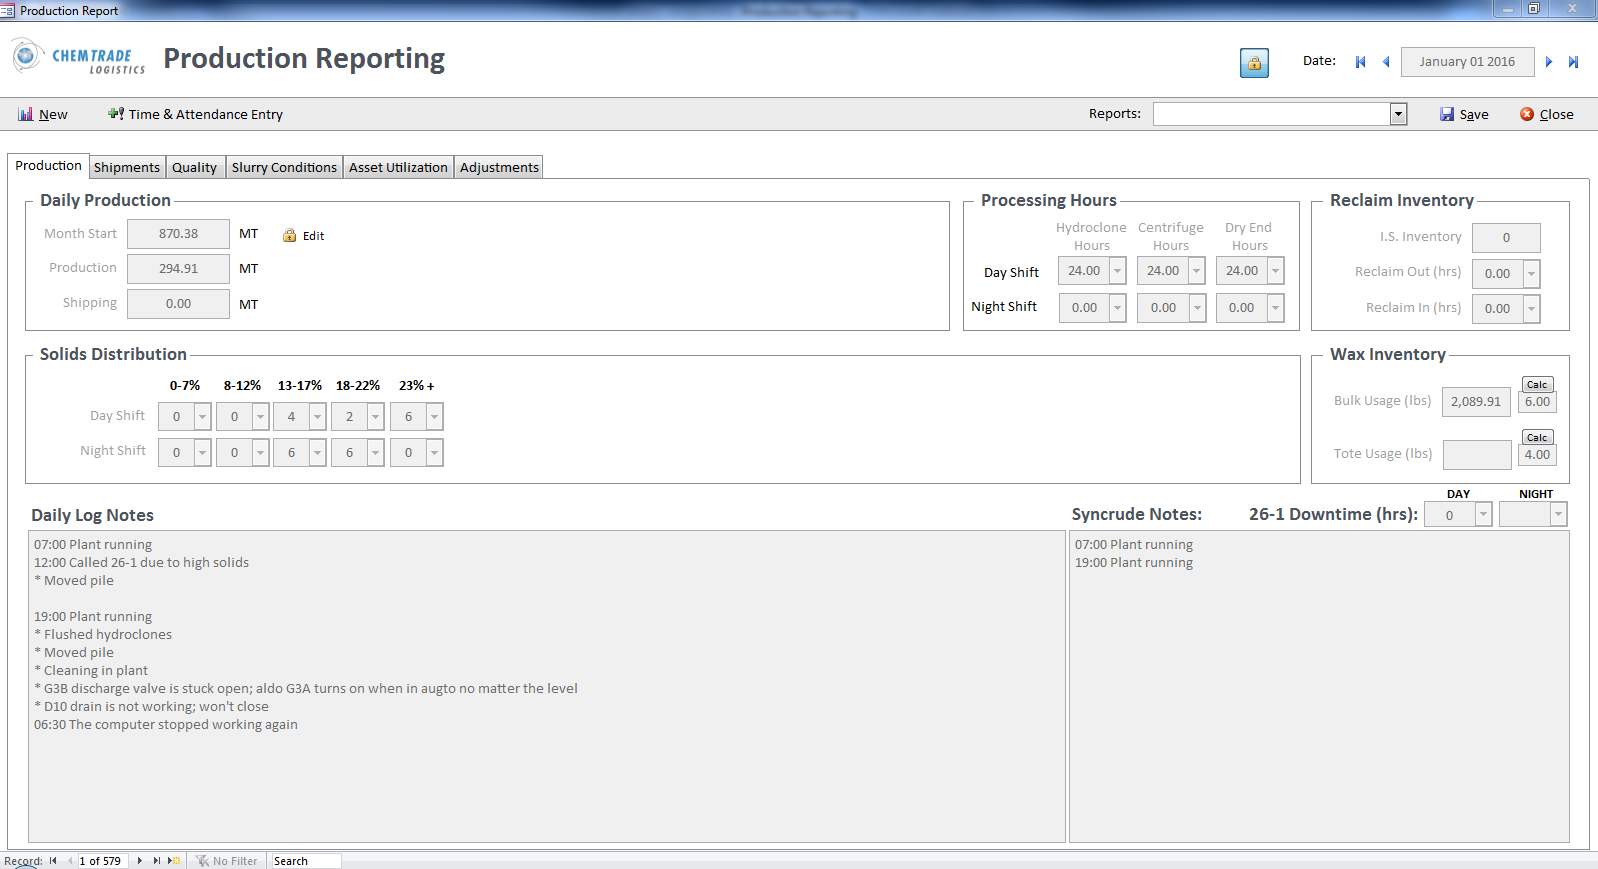 Production Report
CHEMTRADE
LOGISTICS
Production Reporting
Date:
January 01 2016
New
Time & Attendance Entry
Reports:
Save
Close
Production
Shipments
Quality
Slurry Conditions
Asset Utilization
Adjustments
Daily Production
Month Start 870.38 MT
Edit
Production 294.91 MT
Shipping 0.00 MT
Processing Hours
Hydroclone Centrifuge Dry End
Hours Hours Hours
Day Shift 24.00 24.00 24.00
Night Shift 0.00 0.00 0.00
Reclaim Inventory
I.S. Inventory 0
Reclaim Out (hrs) 0.00
Reclaim In (hrs) 0.00
Solids Distribution
0-7% 8-12% 13-17% 18-22% 23% +
Day Shift 0 0 4 2 6
Night Shift 0 0 6 6 0
Wax Inventory
Calc
Bulk Usage (lbs) 2,089.91 6.00
Calc
Tote Usage (lbs) 4.00
Daily Log Notes
07:00 Plant running
12:00 Called 26-1 due to high solids
* Moved pile
19:00 Plant running
* Flushed hydroclones
* Moved pile
* Cleaning in plant
* G3B discharge valve is stuck open; aldo G3A turns on when in augto no matter the level
* D10 drain is not working; won't close
06:30 The computer stopped working again
DAY NIGHT
Syncrude Notes: 26-1 Downtime (hrs): 0
07:00 Plant running
19:00 Plant running
Record: 1 of 579 No Filter Search